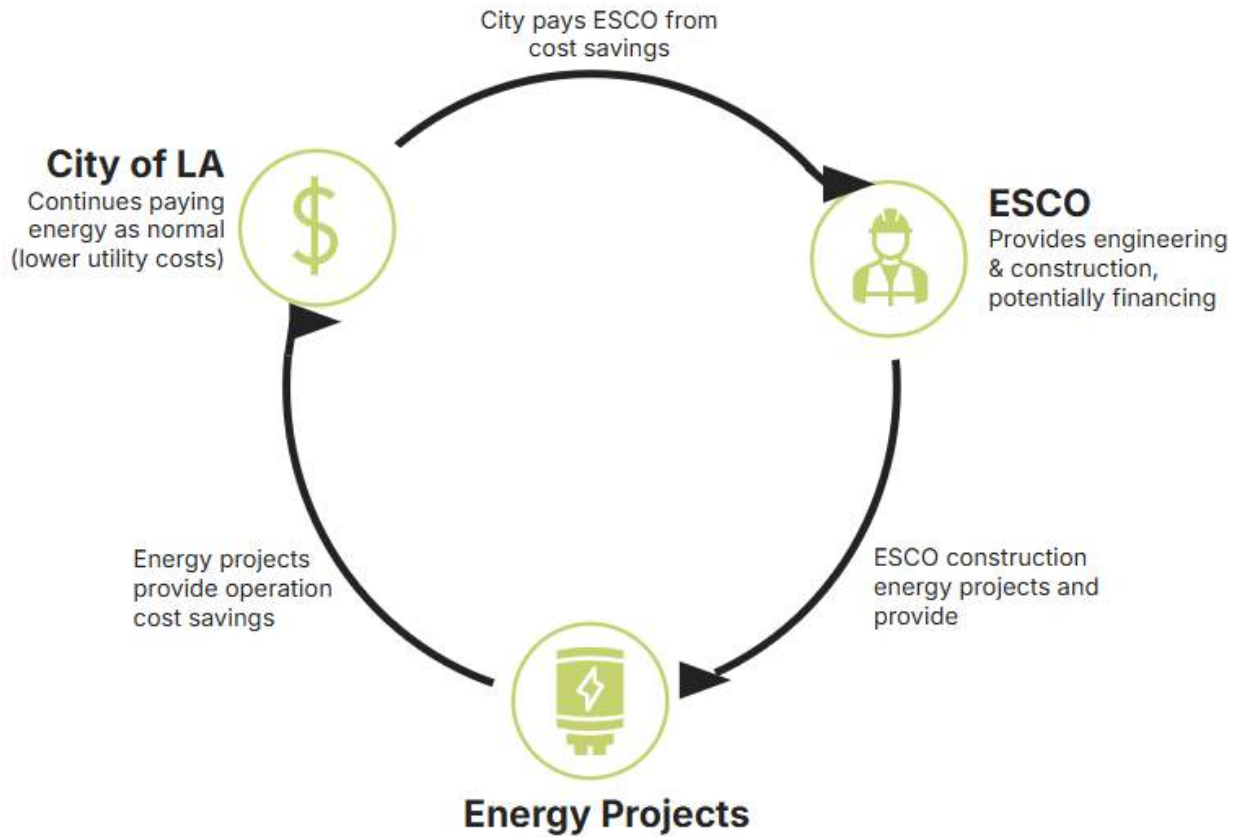 City pays ESCO from
cost savings
City of LA
Continues paying
energy as normal
(lower utility costs)
$
ESCO
Provides engineering
& construction,
potentially financing
Energy projects
provide operation
cost savings
ESCO construction
energy projects and
provide
Energy Projects